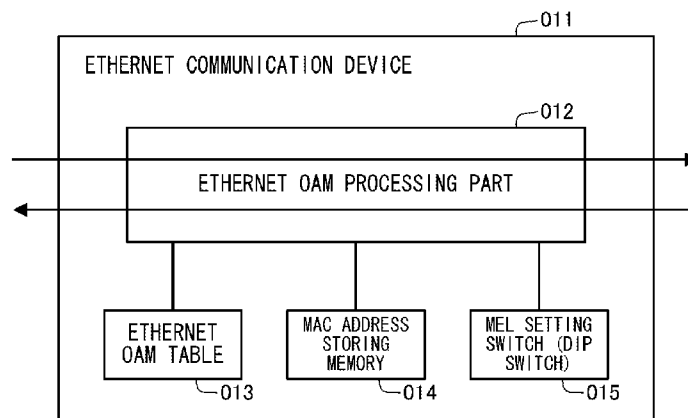 011
ETHERNET COMMUNICATION DEVICE
012
ETHERNET OAM PROCESSING PART
ETHERNET
OAM TABLE
013
MAC ADDRESS
STORING
MEMORY
014
MEL SETTING
SWITCH (DIP
SWITCH)
015